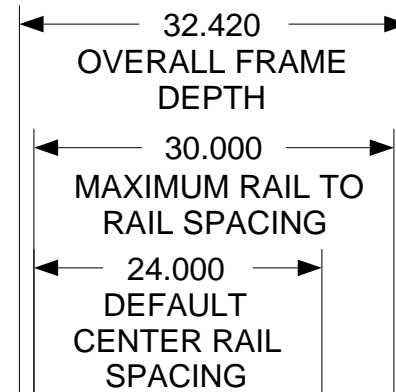 32.420
OVERALL FRAME
DEPTH
30.000
MAXIMUM RAIL TO
RAIL SPACING
24.000
DEFAULT
CENTER RAIL
SPACING